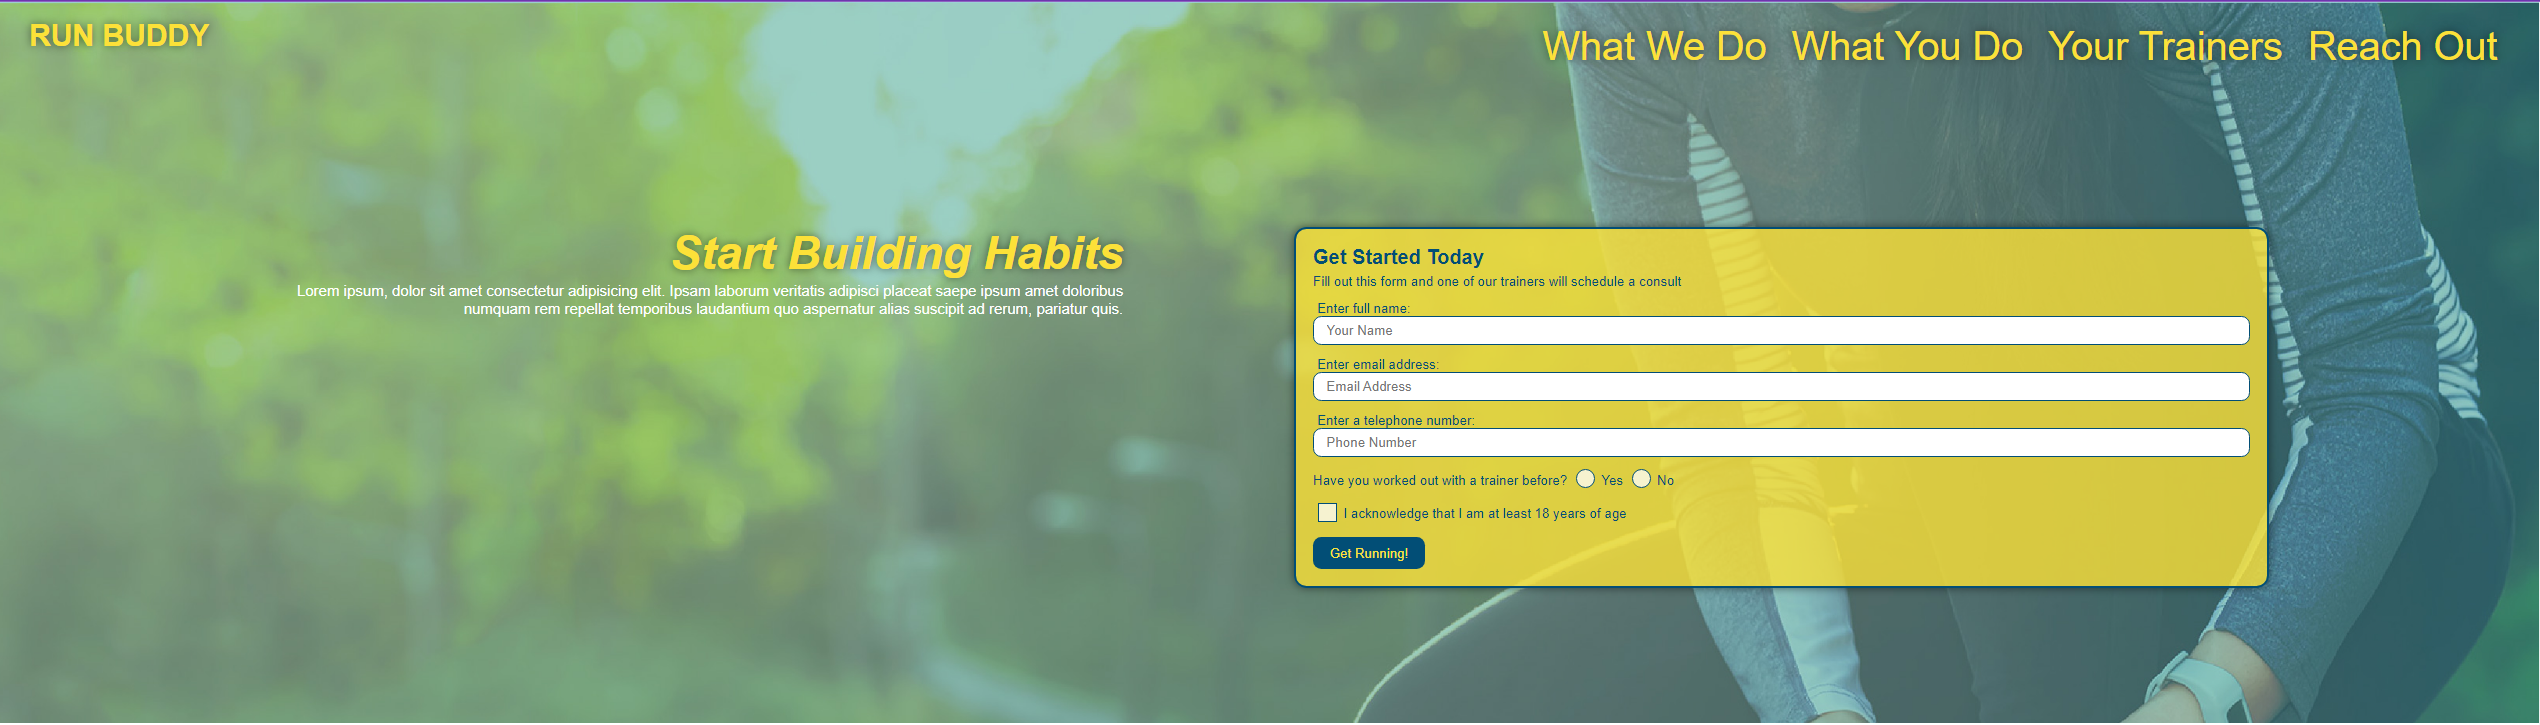 RUN BUDDY
What We Do What You Do Your Trainers Reach Out
Start Building Habits
Lorem ipsum, dolor sit amet consectetur adipisicing elit. Ipsam laborum veritatis adipisci placeat saepe ipsum amet doloribus
numquam rem repellat temporibus laudantium quo aspernatur alias suscipit ad rerum, pariatur quis.
Get Started Today
Fill out this form and one of our trainers will schedule a consult
Enter full name:
Your Name
Enter email address:
Email Address
Enter a telephone number:
Phone Number
Have you worked out with a trainer before? Yes No
I acknowledge that I am at least 18 years of age
Get Running!